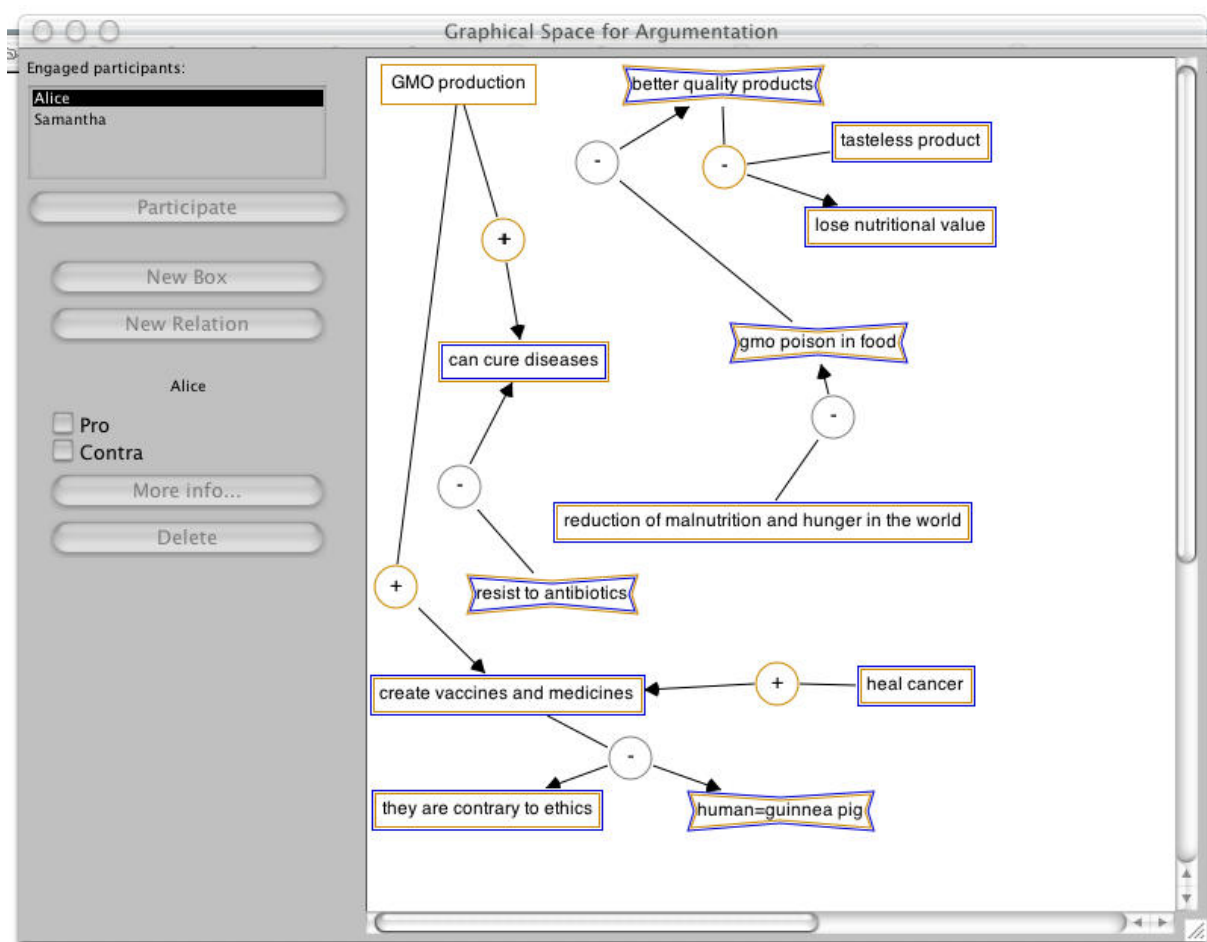 Graphical Space for Argumentation
Engaged participants:
Alice
Samantha
Participate
New Box
New Relation
Alice
Pro
Contra
More info...
Delete
GMO production
better quality products
-
-
tasteless product
lose nutritional value
+
gmo poison in food
can cure diseases
-
-
reduction of malnutrition and hunger in the world
+
resist to antibiotics
create vaccines and medicines
+
heal cancer
-
they are contrary to ethics
human=guinnea pig